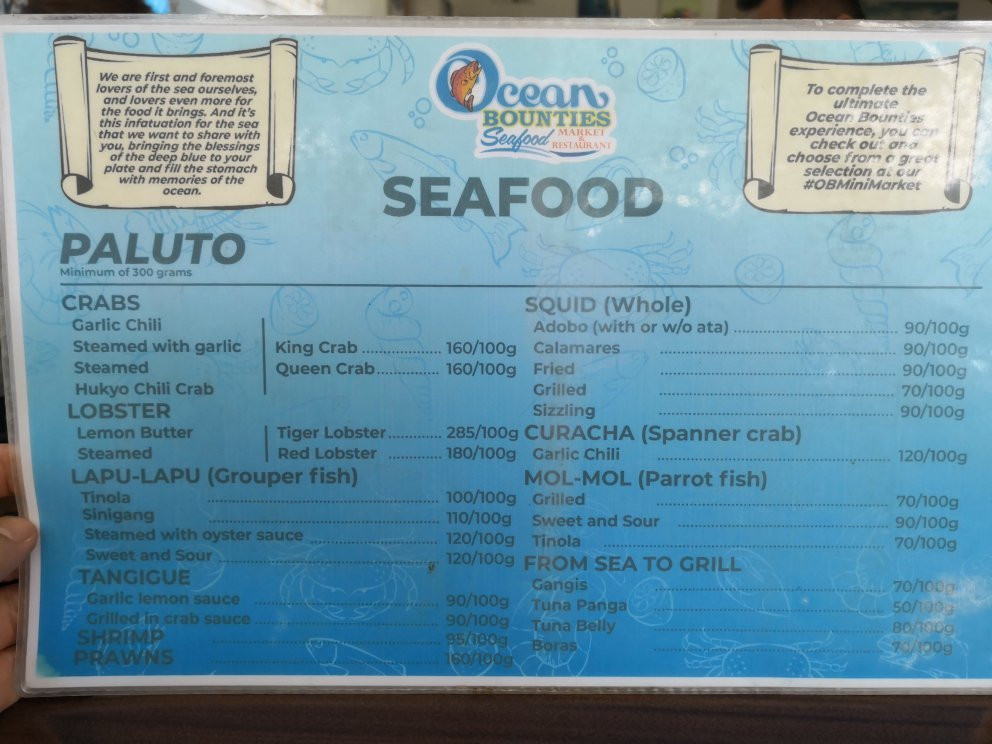 We are first and foremost
lovers of the sea ourselves,
and lovers even more for
the food it brings. And it's
this infatuation for the sea
that we want to share with
you, bringing the blessings
of the deep blue to your
plate and fill the stomach
with memories of the
ocean.
Ocean
BOUNTIES
Seafood MARKET
&
RESTAURANT
To complete the
ultimate
Ocean Bounties
experience, you can
check out and
choose from a great
selection at our
#OBMiniMarket
SEAFOOD
PALUTO
Minimum of 300 grams
CRABS
Garlic Chili
Steamed with garlic King Crab 160/100g
Steamed Queen Crab 160/100g
Hukyo Chili Crab
LOBSTER
Lemon Butter Tiger Lobster 285/100g
Steamed Red Lobster 180/100g
LAPU-LAPU (Grouper fish)
Tinola 100/100g
Sinigang 110/100g
Steamed with oyster sauce 120/100g
Sweet and Sour 120/100g
TANGIGUE
Garlic lemon sauce 90/100g
Grilled in crab sauce 90/100g
SHRIMP 95/100g
PRAWNS 160/100g
SQUID (Whole)
Adobo (with or w/o ata) 90/100g
Calamares 90/100g
Fried 90/100g
Grilled 70/100g
Sizzling 90/100g
CURACHA (Spanner crab)
Garlic Chili 120/100g
MOL-MOL (Parrot fish)
Grilled 70/100g
Sweet and Sour 90/100g
Tinola 70/100g
FROM SEA TO GRILL
Gangis 70/100g
Tuna Panga 50/100g
Tuna Belly 80/100g
Boras 70/100g